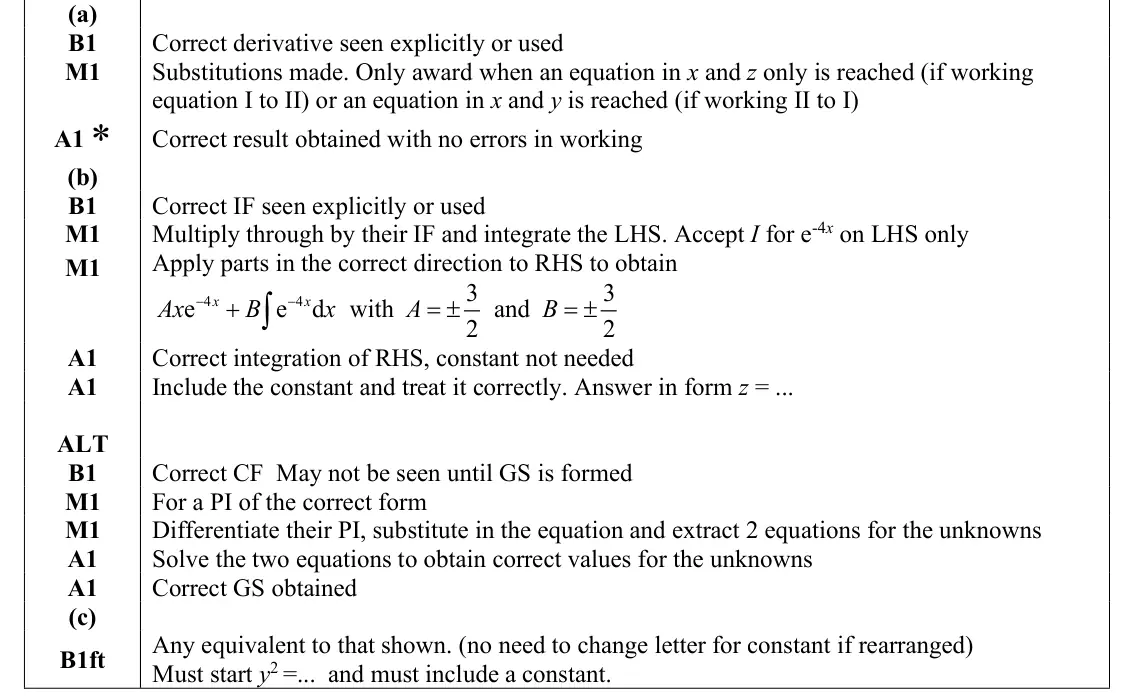 (a)
B1 Correct derivative seen explicitly or used
M1 Substitutions made. Only award when an equation in x and z only is reached (if working
equation I to II) or an equation in x and y is reached (if working II to I)
A1 * Correct result obtained with no errors in working
(b)
B1 Correct IF seen explicitly or used
M1 Multiply through by their IF and integrate the LHS. Accept I for e⁻⁴ˣ on LHS only
M1 Apply parts in the correct direction to RHS to obtain
Axe⁻⁴ˣ + B∫e⁻⁴ˣdx with A = ±3/2 and B = ±3/2
A1 Correct integration of RHS, constant not needed
A1 Include the constant and treat it correctly. Answer in form z = ...
ALT
B1 Correct CF May not be seen until GS is formed
M1 For a PI of the correct form
M1 Differentiate their PI, substitute in the equation and extract 2 equations for the unknowns
A1 Solve the two equations to obtain correct values for the unknowns
A1 Correct GS obtained
(c)
B1ft Any equivalent to that shown. (no need to change letter for constant if rearranged)
Must start y² =... and must include a constant.